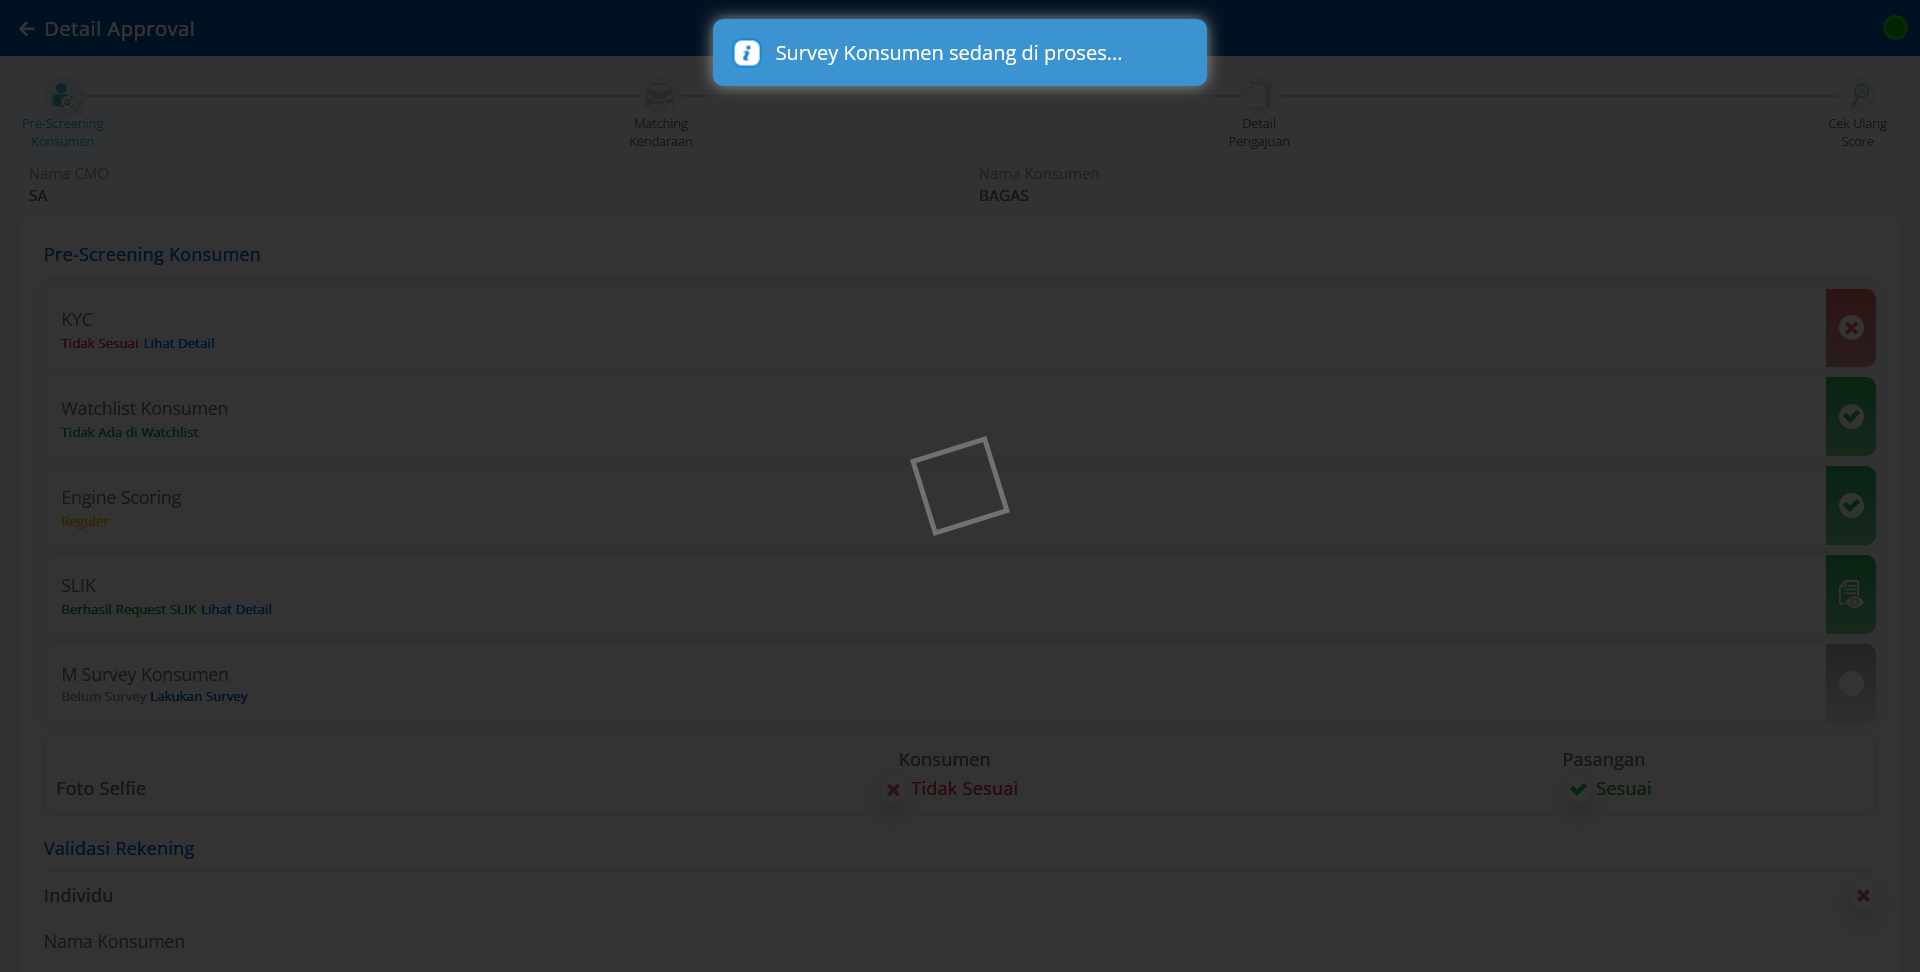 Detail Approval
Survey Konsumen sedang di proses...
Pre-Screening
Konsumen
Matching
Kendaraan
Detail
Pengajuan
Cek Ulang
Score
Nama CMO
SA
Nama Konsumen
BAGAS
Pre-Screening Konsumen
KYC
Tidak Sesuai Lihat Detail
Watchlist Konsumen
Tidak Ada di Watchlist
Engine Scoring
Reguler
SLIK
Berhasil Request SLIK Lihat Detail
M Survey Konsumen
Belum Survey Lakukan Survey
Konsumen
Pasangan
Foto Selfie
Tidak Sesuai
Sesuai
Validasi Rekening
Individu
Nama Konsumen